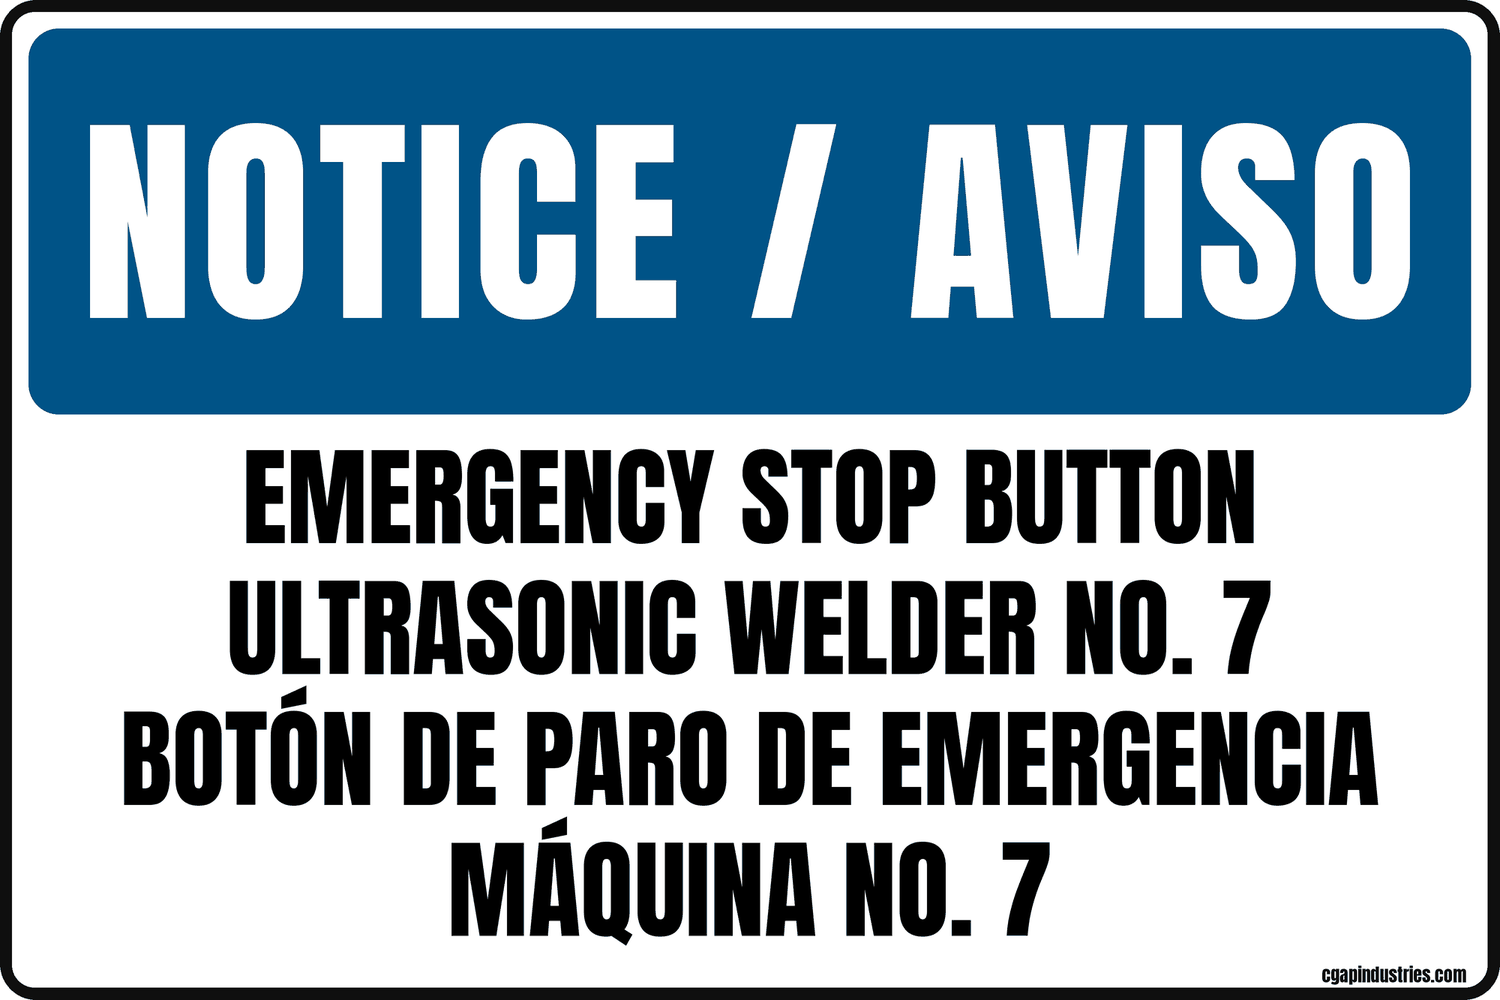 NOTICE / AVISO
EMERGENCY STOP BUTTON
ULTRASONIC WELDER NO. 7
BOTÓN DE PARO DE EMERGENCIA
MÁQUINA NO. 7
cgapindustries.com